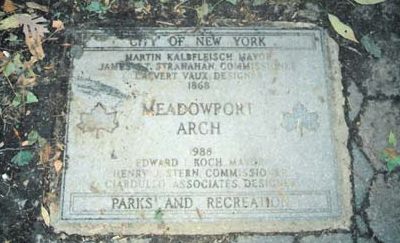 CITY OF NEW YORK
MARTIN KALBFLEISCH MAYOR
JAMES S.T. STRANAHAN COMMISSIONER
CALVERT VAUX DESIGNER
1868
MEADOWPORT
ARCH
1988
EDWARD I KOCH MAYOR
HENRY J STERN COMMISSIONER
CIARDULLO ASSOCIATES DESIGNER
PARKS AND RECREATION